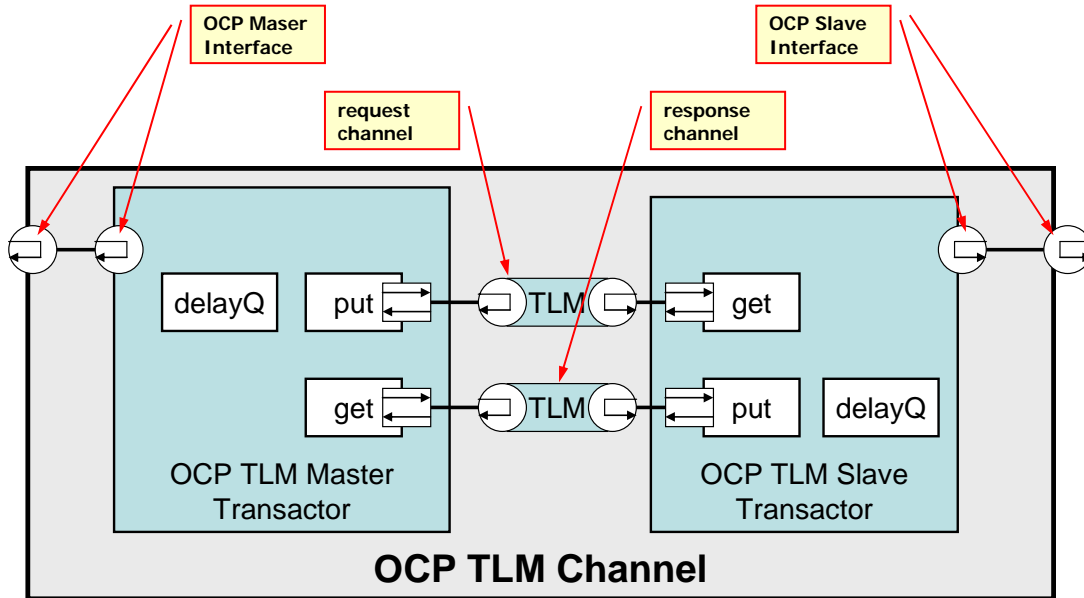 OCP Maser
Interface
OCP Slave
Interface
request
channel
response
channel
delayQ
put
TLM
get
get
TLM
put
delayQ
OCP TLM Master
Transactor
OCP TLM Slave
Transactor
OCP TLM Channel